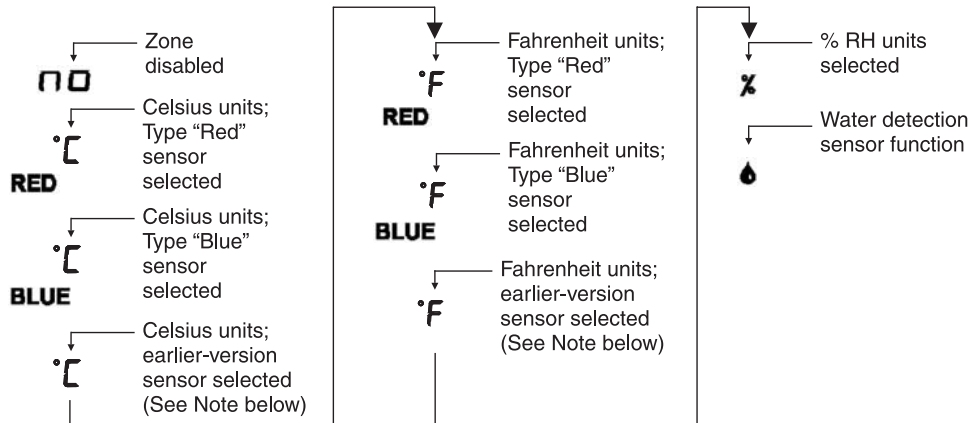 Zone
disabled
no
Celsius units;
Type “Red”
sensor
selected
°C
RED
Celsius units;
Type “Blue”
sensor
selected
°C
BLUE
Celsius units;
earlier-version
sensor selected
(See Note below)
°C
Fahrenheit units;
Type “Red”
sensor
selected
°F
RED
Fahrenheit units;
Type “Blue”
sensor
selected
°F
BLUE
Fahrenheit units;
earlier-version
sensor selected
(See Note below)
°F
% RH units
selected
%
Water detection
sensor function